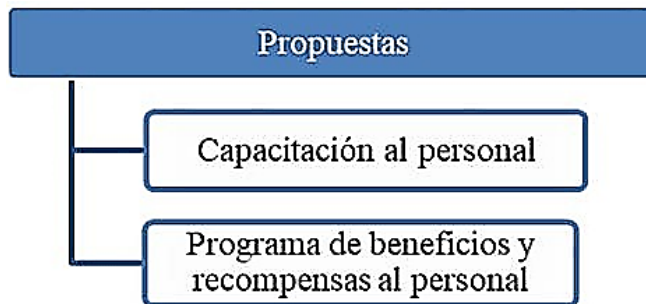 Propuestas
Capacitación al personal
Programa de beneficios y
recompensas al personal